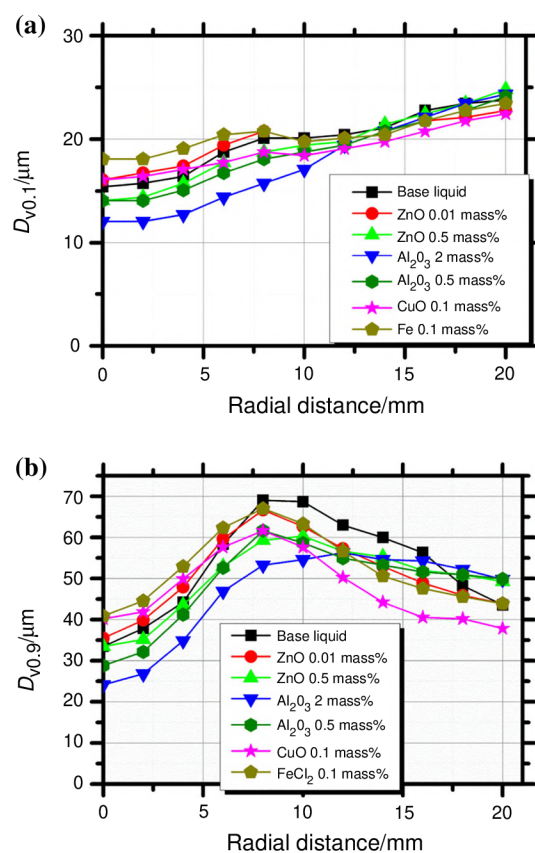 (a)
30
20
10
0
D_v0.1/μm
Base liquid
ZnO 0.01 mass%
ZnO 0.5 mass%
Al₂0₃ 2 mass%
Al₂0₃ 0.5 mass%
CuO 0.1 mass%
Fe 0.1 mass%
0 5 10 15 20
Radial distance/mm
(b)
70
60
50
40
30
20
10
0
D_v0.9/μm
Base liquid
ZnO 0.01 mass%
ZnO 0.5 mass%
Al₂0₃ 2 mass%
Al₂0₃ 0.5 mass%
CuO 0.1 mass%
FeCl₂ 0.1 mass%
0 5 10 15 20
Radial distance/mm